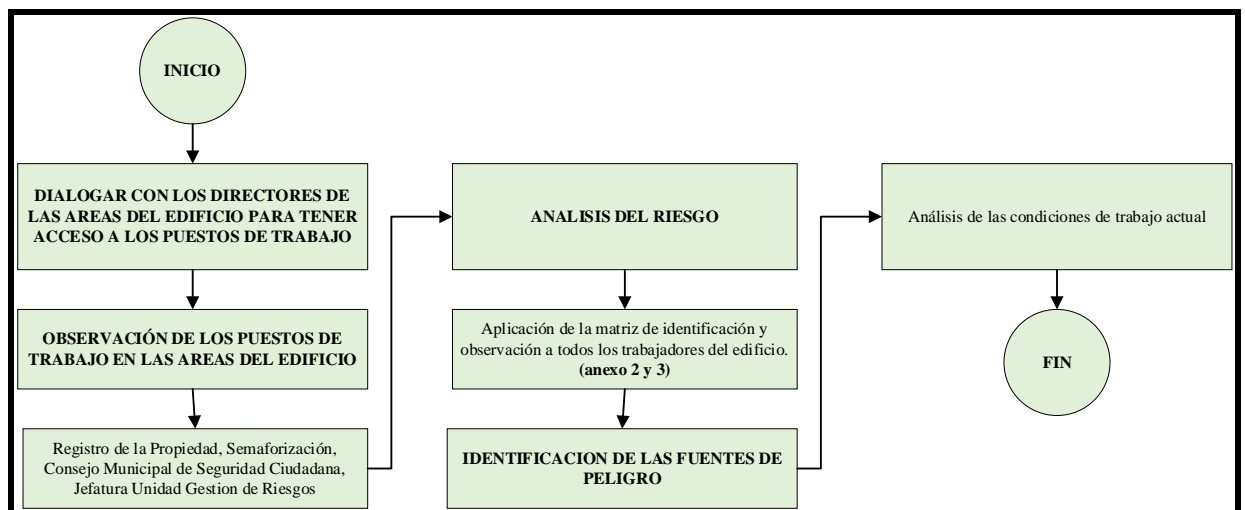 INICIO
DIALOGAR CON LOS DIRECTORES DE
LAS AREAS DEL EDIFICIO PARA TENER
ACCESO A LOS PUESTOS DE TRABAJO
OBSERVACIÓN DE LOS PUESTOS DE
TRABAJO EN LAS AREAS DEL EDIFICIO
Registro de la Propiedad, Semaforización,
Consejo Municipal de Seguridad Ciudadana,
Jefatura Unidad Gestion de Riesgos
ANALISIS DEL RIESGO
Aplicación de la matriz de identificación y
observación a todos los trabajadores del edificio.
(anexo 2 y 3)
IDENTIFICACION DE LAS FUENTES DE
PELIGRO
Análisis de las condiciones de trabajo actual
FIN